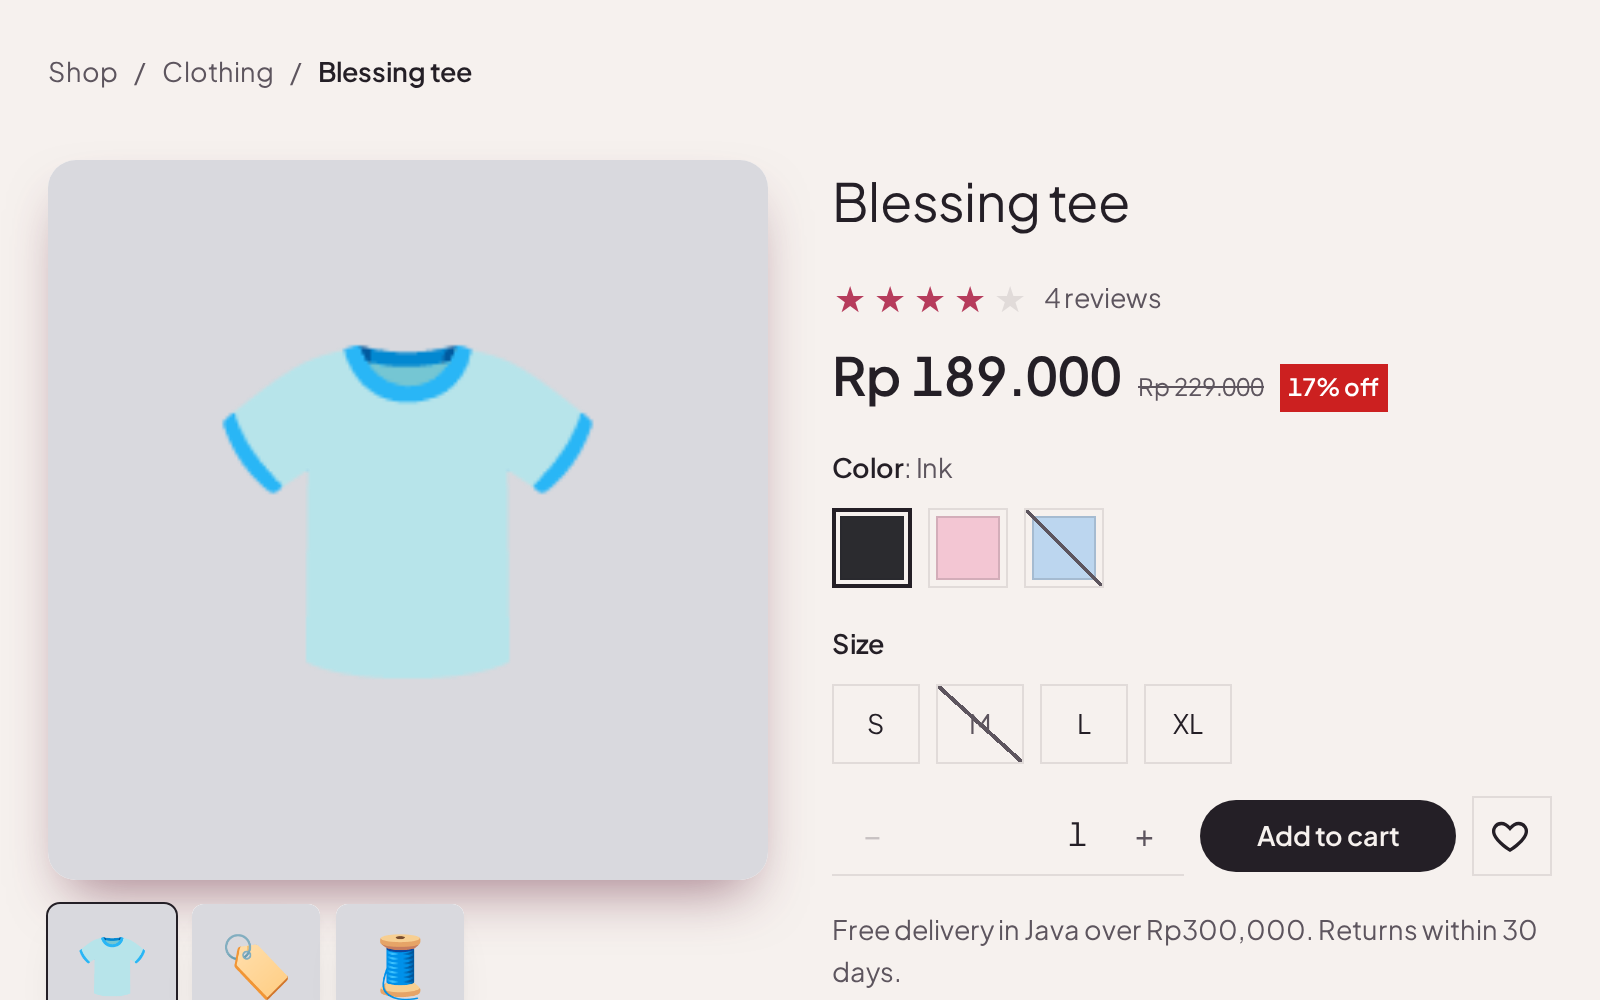 Shop / Clothing / Blessing tee
Blessing tee
★★★★★ 4 reviews
Rp 189.000 Rp 229.000 17% off
Color: Ink
Size
S M L XL
− 1 + Add to cart
Free delivery in Java over Rp300,000. Returns within 30
days.